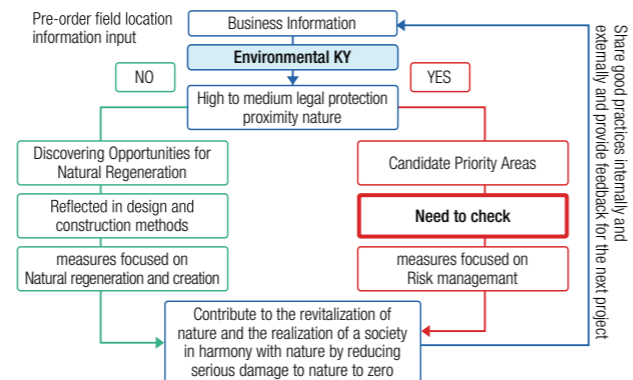 Pre-order field location
information input
Business Information
Environmental KY
NO
YES
High to medium legal protection
proximity nature
Discovering Opportunities for
Natural Regeneration
Reflected in design and
construction methods
measures focused on
Natural regeneration and creation
Candidate Priority Areas
Need to check
measures focused on
Risk managemant
Contribute to the revitalization of
nature and the realization of a society
in harmony with nature by reducing
serious damage to nature to zero
Share good practices internally and
externally and provide feedback for the next project